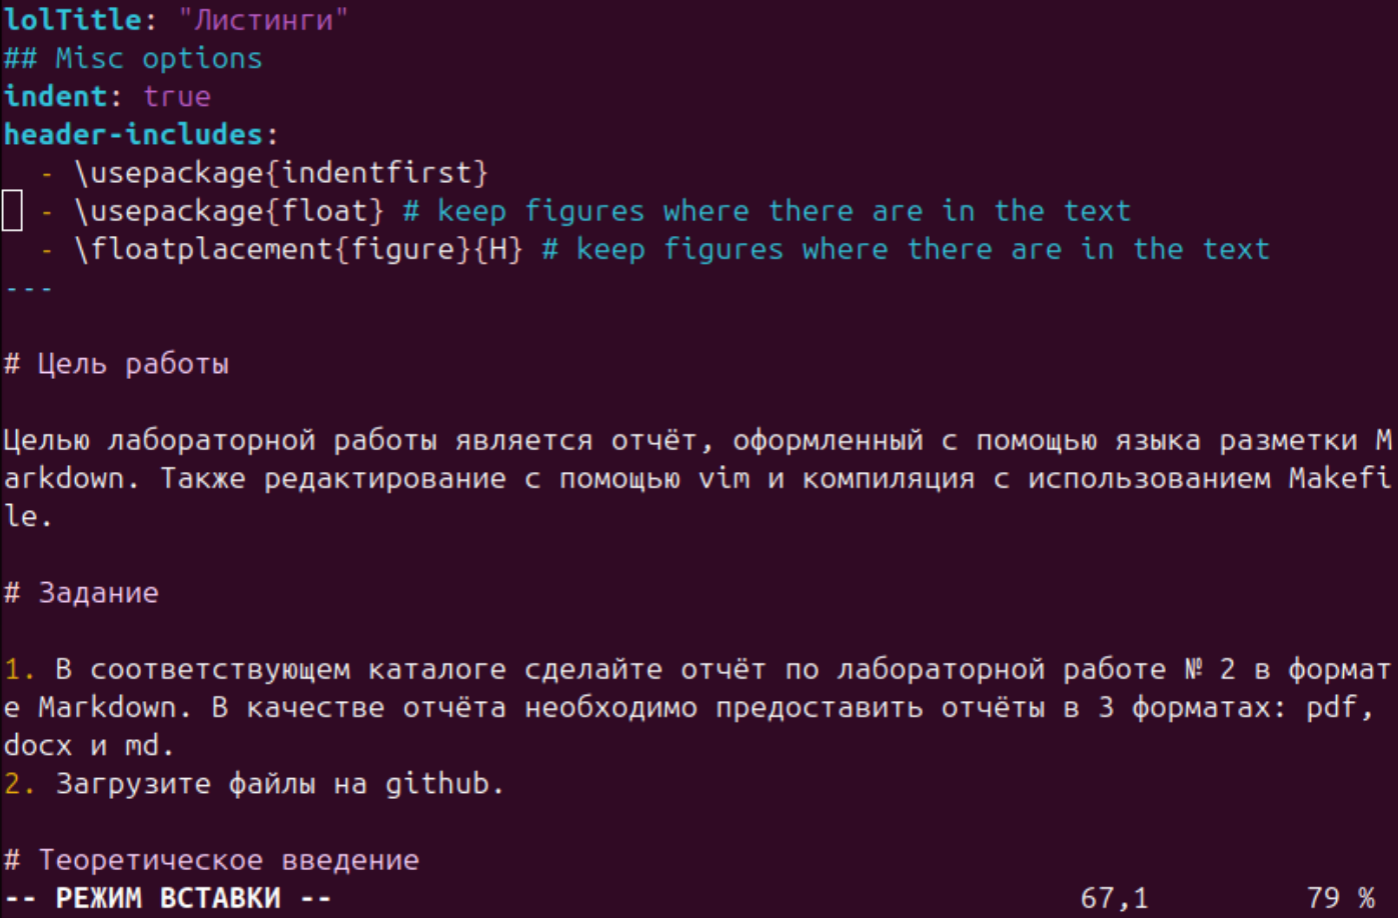 lolTitle: "Листинги"
## Misc options
indent: true
header-includes:
  - \usepackage{indentfirst}
  - \usepackage{float} # keep figures where there are in the text
  - \floatplacement{figure}{H} # keep figures where there are in the text
---
# Цель работы
Целью лабораторной работы является отчёт, оформленный с помощью языка разметки M
arkdown. Также редактирование с помощью vim и компиляция с использованием Makefi
le.
# Задание
1. В соответствующем каталоге сделайте отчёт по лабораторной работе № 2 в формат
е Markdown. В качестве отчёта необходимо предоставить отчёты в 3 форматах: pdf,
docx и md.
2. Загрузите файлы на github.
# Теоретическое введение
-- РЕЖИМ ВСТАВКИ -- 67,1 79 %